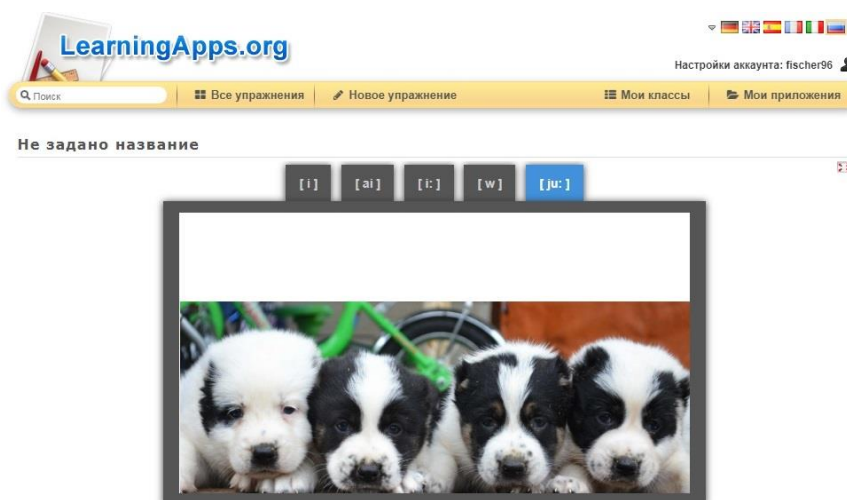 LearningApps.org
Настройки аккаунта: fischer96
Поиск
Все упражнения
Новое упражнение
Мои классы
Мои приложения
Не задано название
[ i ]
[ ai ]
[ i: ]
[ w ]
[ ju: ]